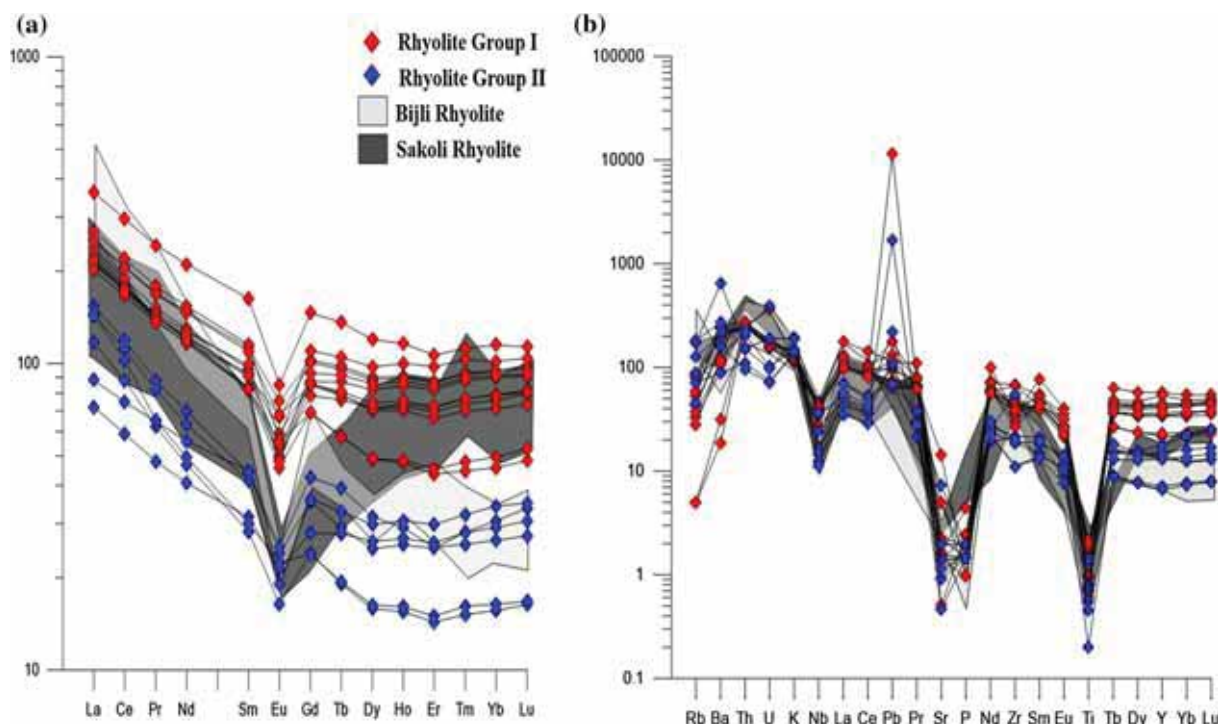 (a)
1000
100
10
Rhyolite Group I
Rhyolite Group II
Bijli Rhyolite
Sakoli Rhyolite
La Ce Pr Nd Sm Eu Gd Tb Dy Ho Er Tm Yb Lu
(b)
100000
10000
1000
100
10
1
0.1
Rb Ba Th U K Nb La Ce Pb Pr Sr P Nd Zr Sm Eu Ti Tb Dy Y Yb Lu